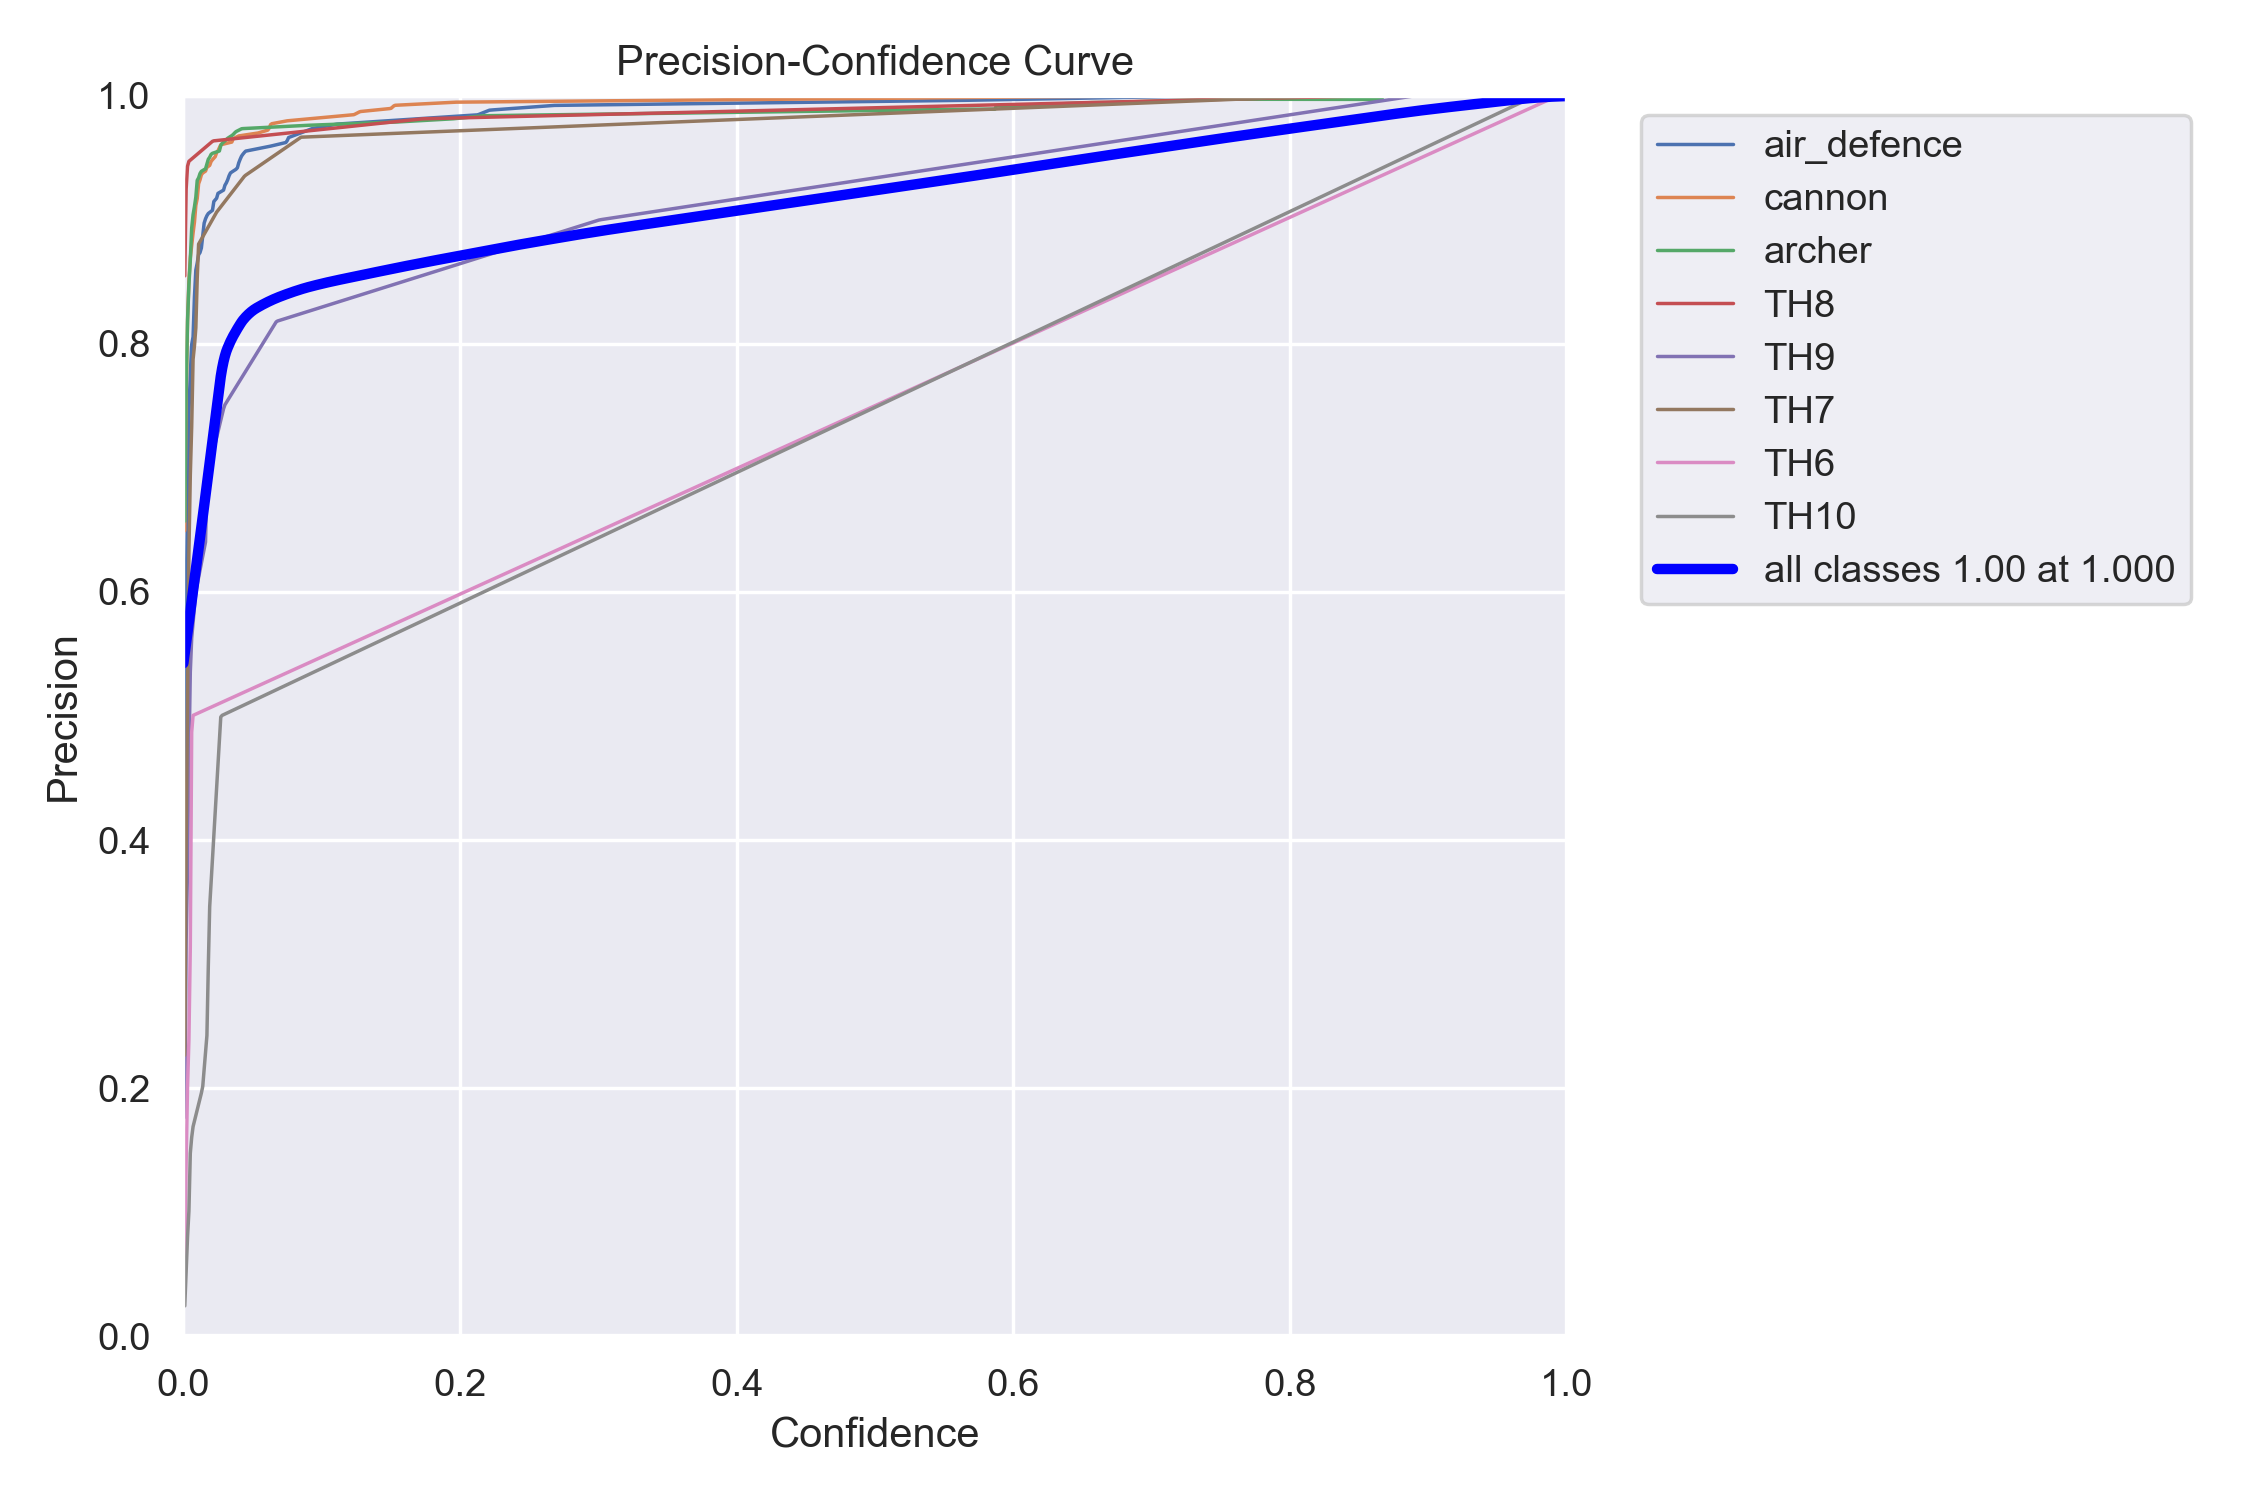 Precision-Confidence Curve
1.0
0.8
0.6
0.4
0.2
0.0
Precision
0.0 0.2 0.4 0.6 0.8 1.0
Confidence
air_defence
cannon
archer
TH8
TH9
TH7
TH6
TH10
all classes 1.00 at 1.000